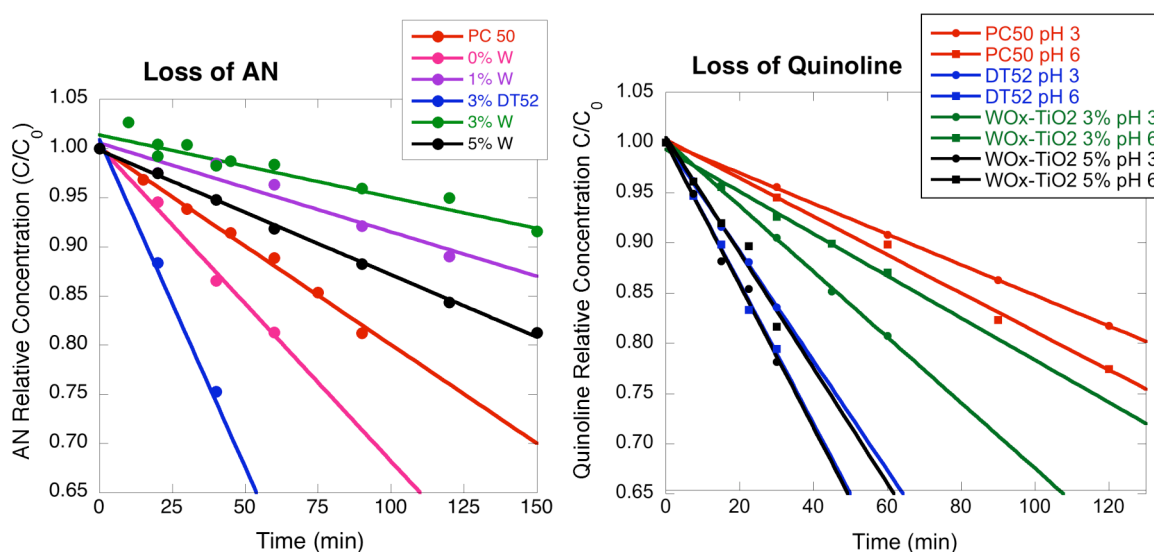 Loss of AN
PC 50
0% W
1% W
3% DT52
3% W
5% W
AN Relative Concentration (C/C0)
1.05
1.00
0.95
0.90
0.85
0.80
0.75
0.70
0.65
0
25
50
75
100
125
150
Time (min)
Loss of Quinoline
PC50 pH 3
PC50 pH 6
DT52 pH 3
DT52 pH 6
WOx-TiO2 3% pH 3
WOx-TiO2 3% pH 6
WOx-TiO2 5% pH 3
WOx-TiO2 5% pH 6
Quinoline Relative Concentration C/C0
1.05
1.00
0.95
0.90
0.85
0.80
0.75
0.70
0.65
0
20
40
60
80
100
120
Time (min)